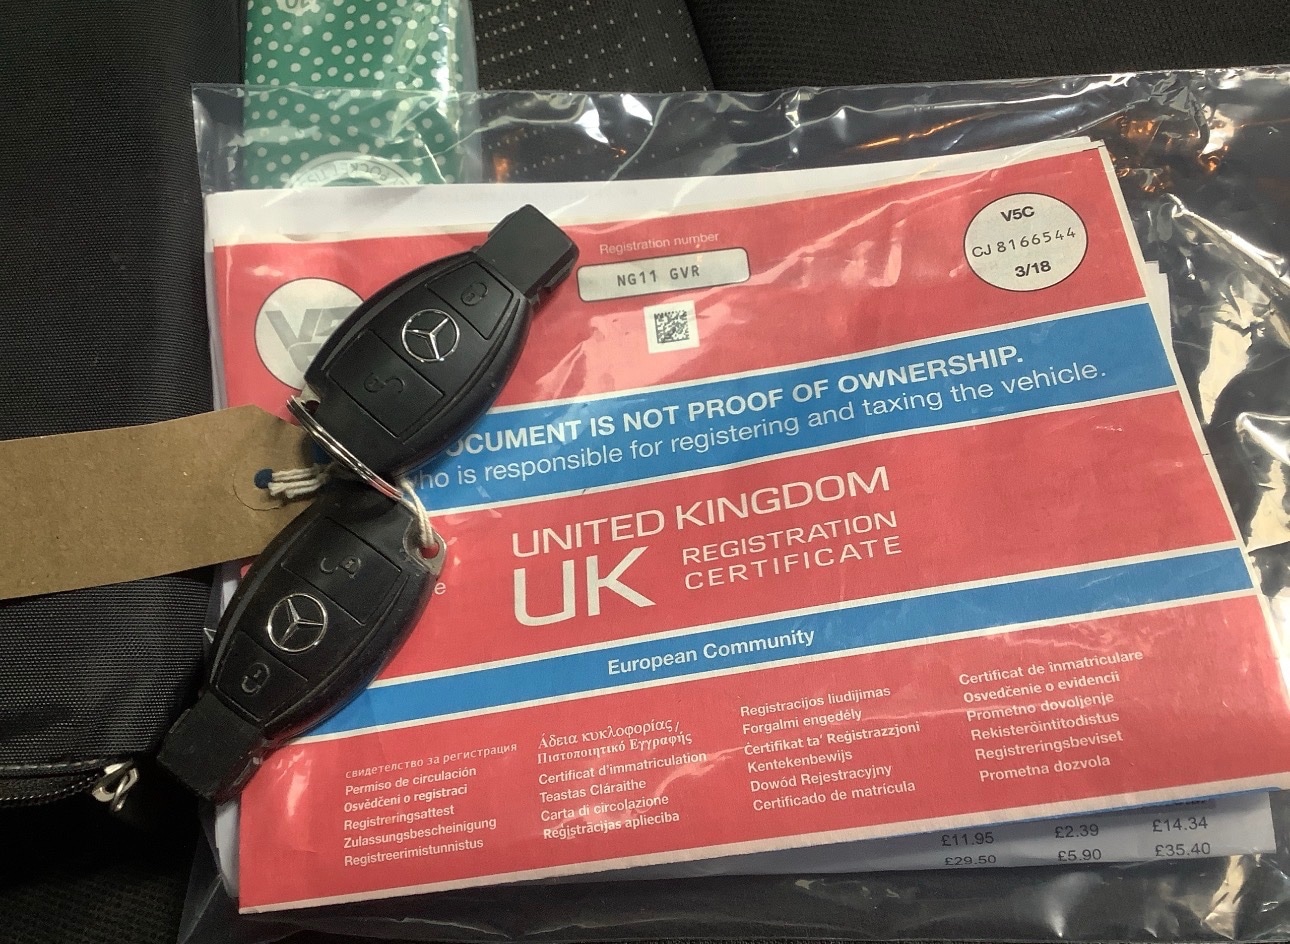 Registration number
NG11 GVR
V5C
CJ 8166544
3/18
DOCUMENT IS NOT PROOF OF OWNERSHIP.
who is responsible for registering and taxing the vehicle.
UNITED KINGDOM
UK
REGISTRATION
CERTIFICATE
e
European Community
свидетелство за регистрация
Permiso de circulación
Osvědčení o registraci
Registreringsattest
Zulassungsbescheinigung
Registreerimistunnistus
Άδεια κυκλοφορίας/
Πιστοποιητικό Εγγραφής
Certificat d'immatriculation
Teastas Cláraithe
Carta di circolazione
Reģistrācijas apliecība
Registracijos liudijimas
Forgalmi engedély
Ċertifikat ta' Reġistrazzjoni
Kentekenbewijs
Dowód Rejestracyjny
Certificado de matrícula
Certificat de înmatriculare
Osvedčenie o evidencii
Prometno dovoljenje
Rekisteröintitodistus
Registreringsbeviset
Prometna dozvola
£11.95 £2.39 £14.34
£29.50 £5.90 £35.40